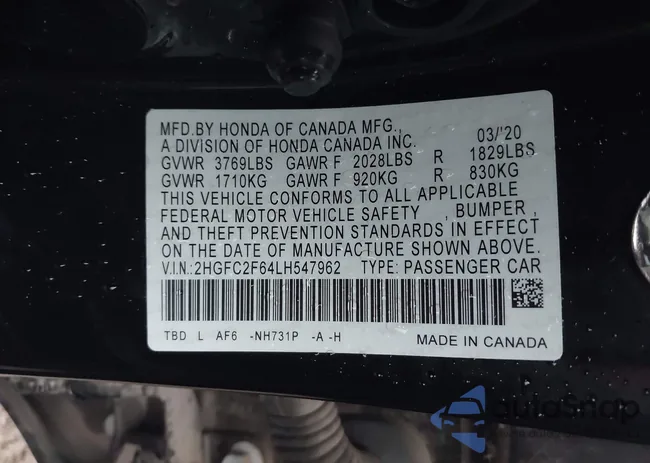 MFD.BY HONDA OF CANADA MFG., 03/'20
A DIVISION OF HONDA CANADA INC.
GVWR 3769LBS GAWR F 2028LBS R 1829LBS
GVWR 1710KG GAWR F 920KG R 830KG
THIS VEHICLE CONFORMS TO ALL APPLICABLE
FEDERAL MOTOR VEHICLE SAFETY , BUMPER ,
AND THEFT PREVENTION STANDARDS IN EFFECT
ON THE DATE OF MANUFACTURE SHOWN ABOVE.
V.I.N.:2HGFC2F64LH547962 TYPE: PASSENGER CAR
TBD L AF6 -NH731P -A -H MADE IN CANADA
autoSnap